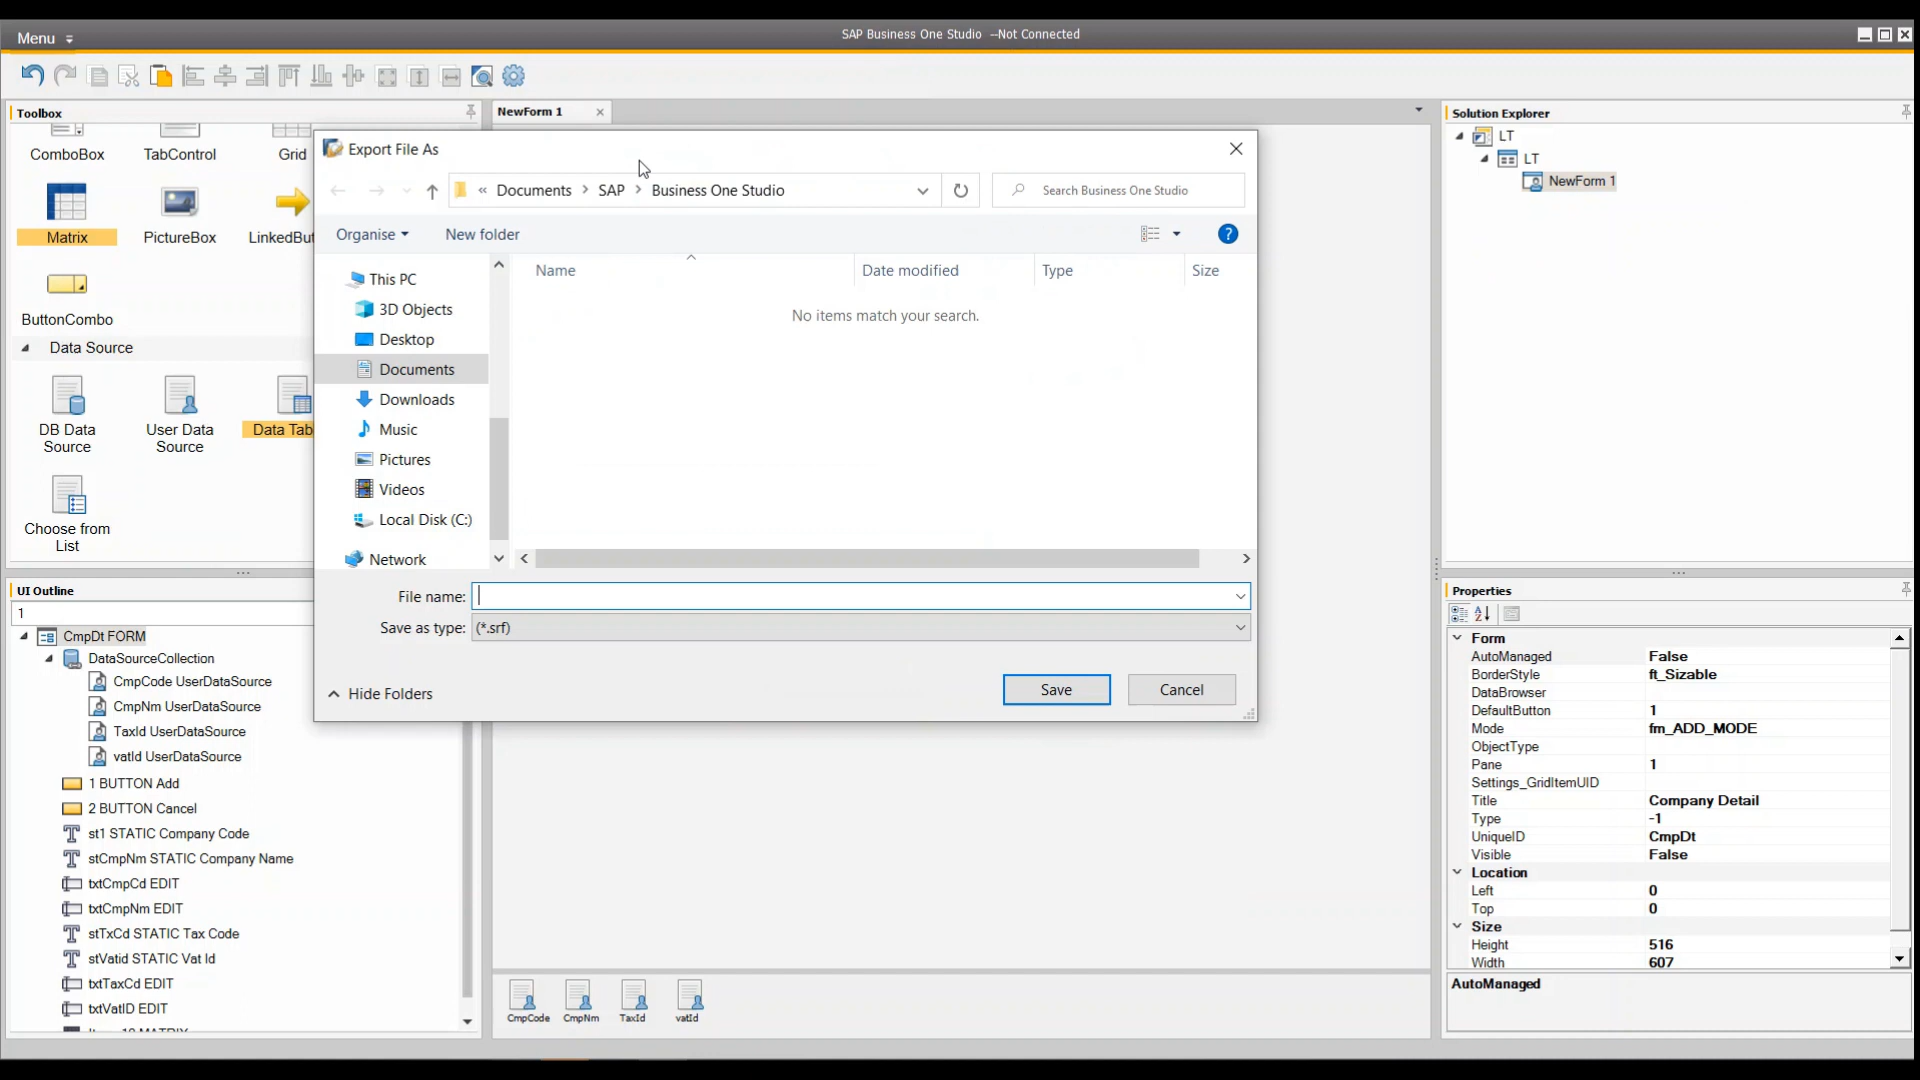 SAP Business One Studio --Not Connected
Menu
Toolbox
ComboBox
TabControl
Grid
Matrix
PictureBox
LinkedBut
ButtonCombo
Data Source
DB Data
Source
User Data
Source
Data Tab
Choose from
List
NewForm 1
Export File As
« Documents > SAP > Business One Studio
Search Business One Studio
Organise
New folder
?
Name
Date modified
Type
Size
No items match your search.
This PC
3D Objects
Desktop
Documents
Downloads
Music
Pictures
Videos
Local Disk (C:)
Network
File name:
Save as type: (*.srf)
Hide Folders
Save
Cancel
UI Outline
1
CmpDt FORM
DataSourceCollection
CmpCode UserDataSource
CmpNm UserDataSource
TaxId UserDataSource
vatId UserDataSource
1 BUTTON Add
2 BUTTON Cancel
st1 STATIC Company Code
stCmpNm STATIC Company Name
txtCmpCd EDIT
txtCmpNm EDIT
stTxCd STATIC Tax Code
stVatid STATIC Vat Id
txtTaxCd EDIT
txtVatID EDIT
CmpCode
CmpNm
TaxId
vatId
Solution Explorer
LT
LT
NewForm 1
Properties
Form
AutoManaged False
BorderStyle ft_Sizable
DataBrowser
DefaultButton 1
Mode fm_ADD_MODE
ObjectType
Pane 1
Settings_GridItemUID
Title Company Detail
Type -1
UniqueID CmpDt
Visible False
Location
Left 0
Top 0
Size
Height 516
Width 607
AutoManaged